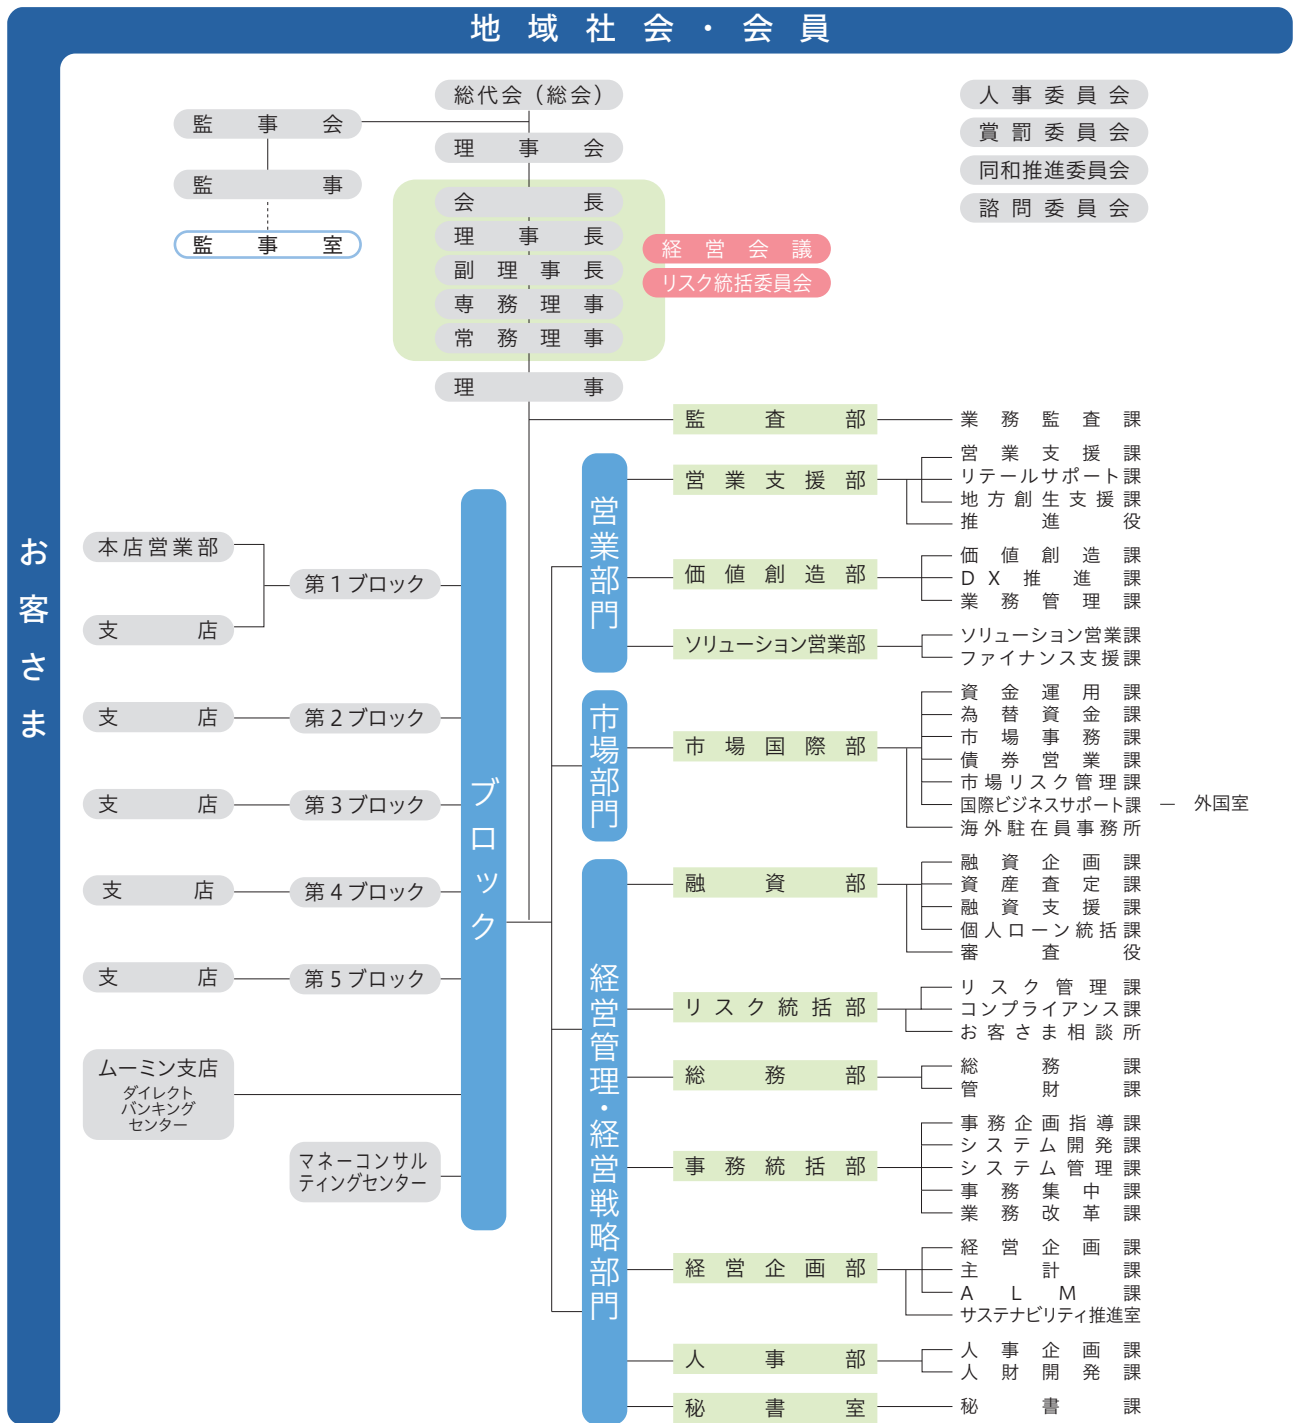 地域社会・会員
お客さま
総代会（総会）
監事会
理事会
監事
監事室
会長
理事長
副理事長
専務理事
常務理事
経営会議
リスク統括委員会
理事
人事委員会
賞罰委員会
同和推進委員会
諮問委員会
ブロック
本店営業部
支店
第1ブロック
支店
第2ブロック
支店
第3ブロック
支店
第4ブロック
支店
第5ブロック
ムーミン支店
ダイレクト
バンキング
センター
マネーコンサル
ティングセンター
監査部
業務監査課
営業部門
営業支援部
営業支援課
リテールサポート課
地方創生支援課
推進役
価値創造部
価値創造課
DX推進課
業務管理課
ソリューション営業部
ソリューション営業課
ファイナンス支援課
市場部門
市場国際部
資金運用課
為替資金課
市場事務課
債券営業課
市場リスク管理課
国際ビジネスサポート課 ― 外国室
海外駐在員事務所
経営管理・経営戦略部門
融資部
融資企画課
資産査定課
融資支援課
個人ローン統括課
審査役
リスク統括部
リスク管理課
コンプライアンス課
お客さま相談所
総務部
総務課
管財課
事務統括部
事務企画指導課
システム開発課
システム管理課
事務集中課
業務改革課
経営企画部
経営企画課
主計課
ALM課
サステナビリティ推進室
人事部
人事企画課
人財開発課
秘書室
秘書課